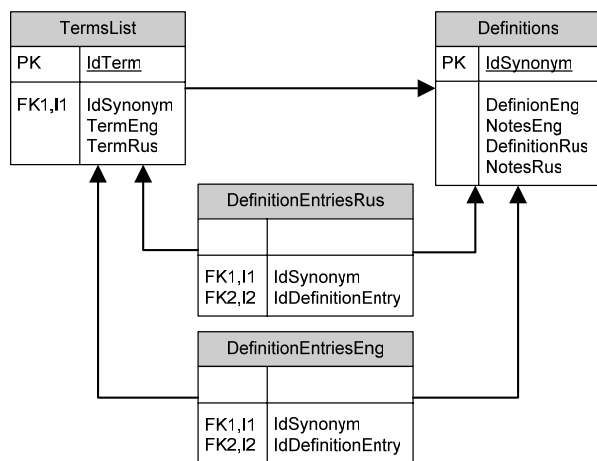 TermsList
PK IdTerm
FK1,I1 IdSynonym
TermEng
TermRus
Definitions
PK IdSynonym
DefinionEng
NotesEng
DefinitionRus
NotesRus
DefinitionEntriesRus
FK1,I1 IdSynonym
FK2,I2 IdDefinitionEntry
DefinitionEntriesEng
FK1,I1 IdSynonym
FK2,I2 IdDefinitionEntry